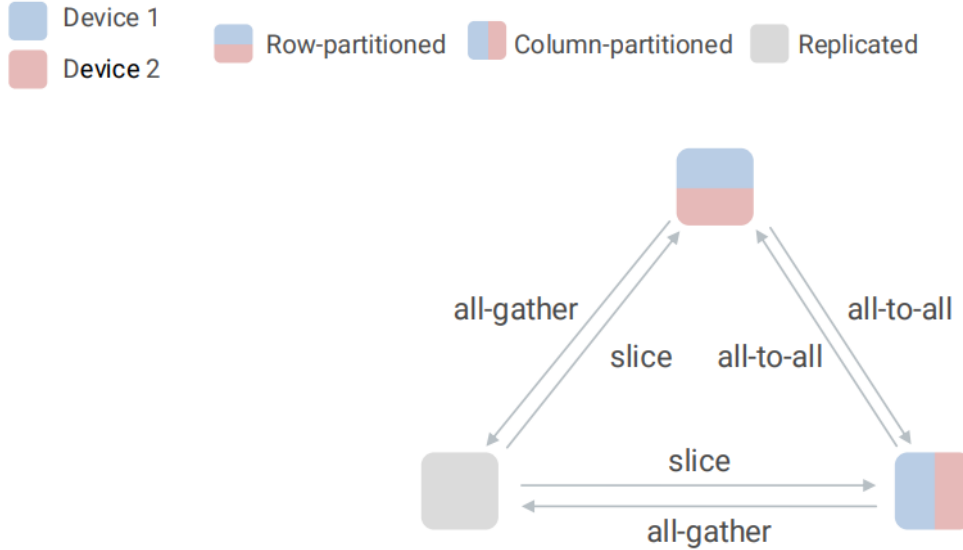 Device 1
Row-partitioned
Column-partitioned
Replicated
Device 2
all-gather
all-to-all
slice
all-to-all
slice
all-gather